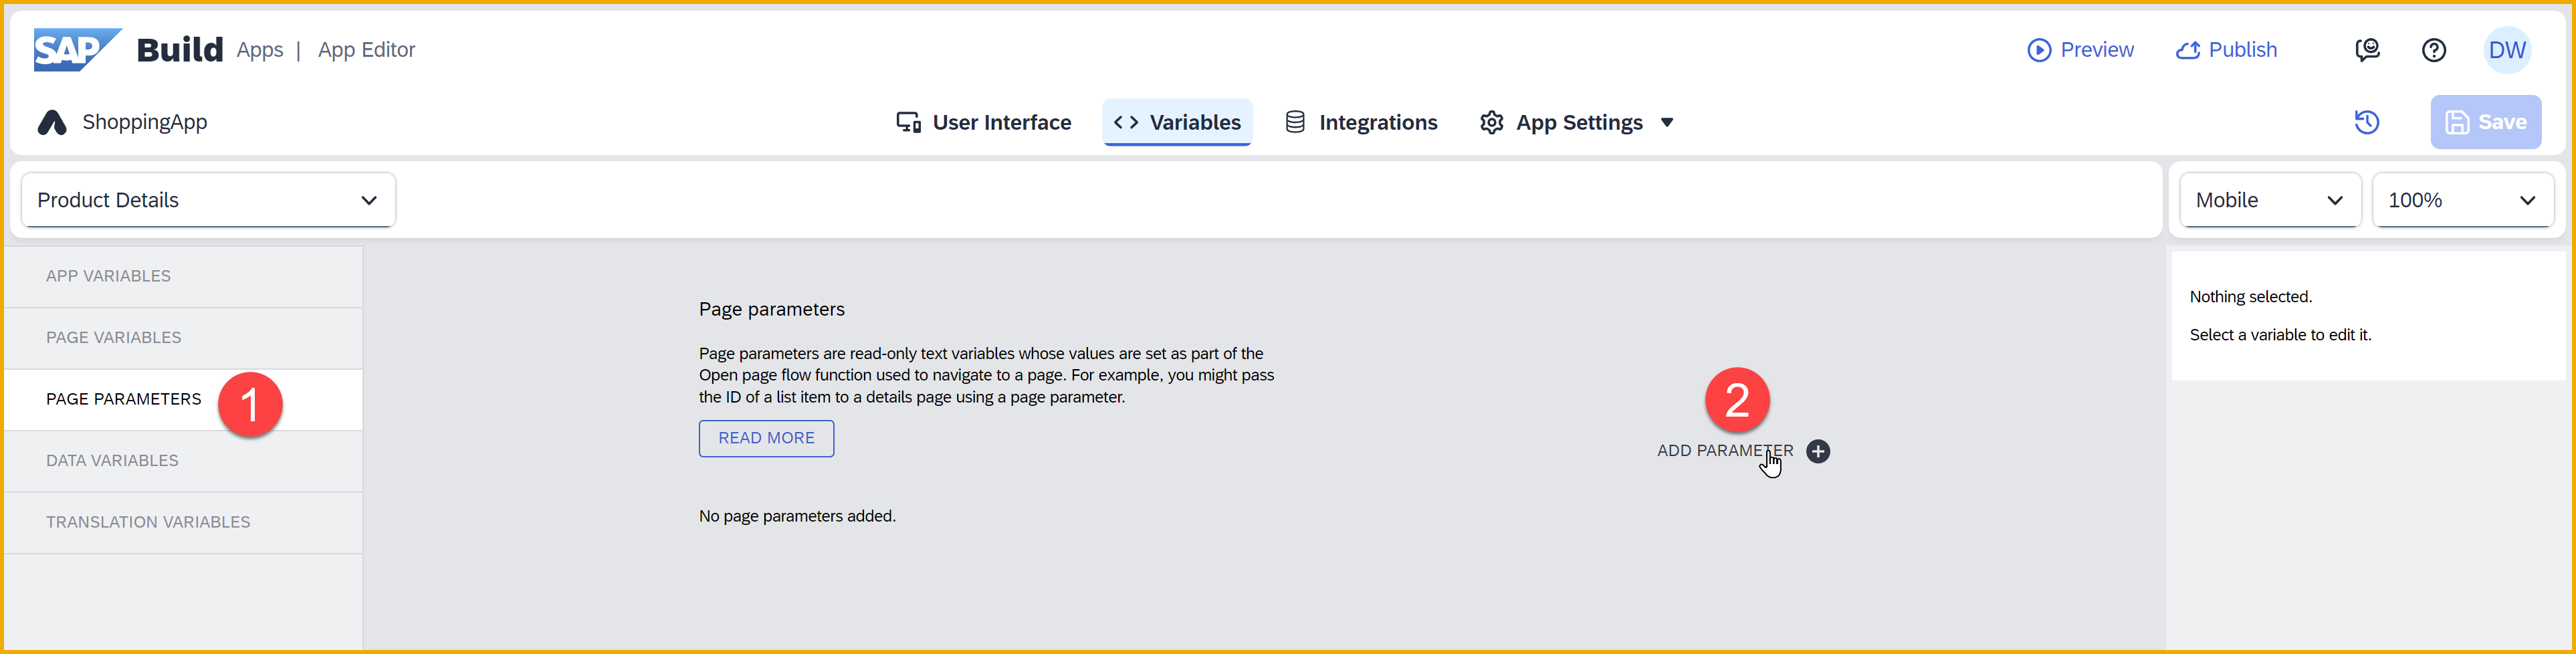 SAP Build Apps | App Editor
Preview
Publish
DW
ShoppingApp
User Interface
Variables
Integrations
App Settings
Save
Product Details
Mobile
100%
APP VARIABLES
PAGE VARIABLES
PAGE PARAMETERS
1
DATA VARIABLES
TRANSLATION VARIABLES
Page parameters
Page parameters are read-only text variables whose values are set as part of the
Open page flow function used to navigate to a page. For example, you might pass
the ID of a list item to a details page using a page parameter.
READ MORE
2
ADD PARAMETER
No page parameters added.
Nothing selected.
Select a variable to edit it.